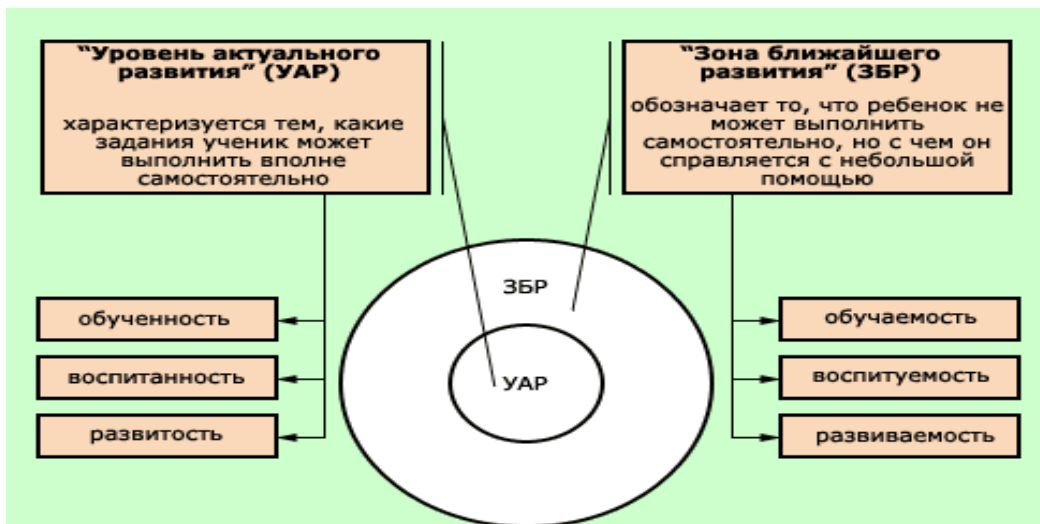 “Уровень актуального
развития” (УАР)
характеризуется тем, какие
задания ученик может
выполнить вполне
самостоятельно
“Зона ближайшего
развития” (ЗБР)
обозначает то, что ребенок не
может выполнить
самостоятельно, но с чем он
справляется с небольшой
помощью
ЗБР
УАР
обученность
воспитанность
развитость
обучаемость
воспитуемость
развиваемость